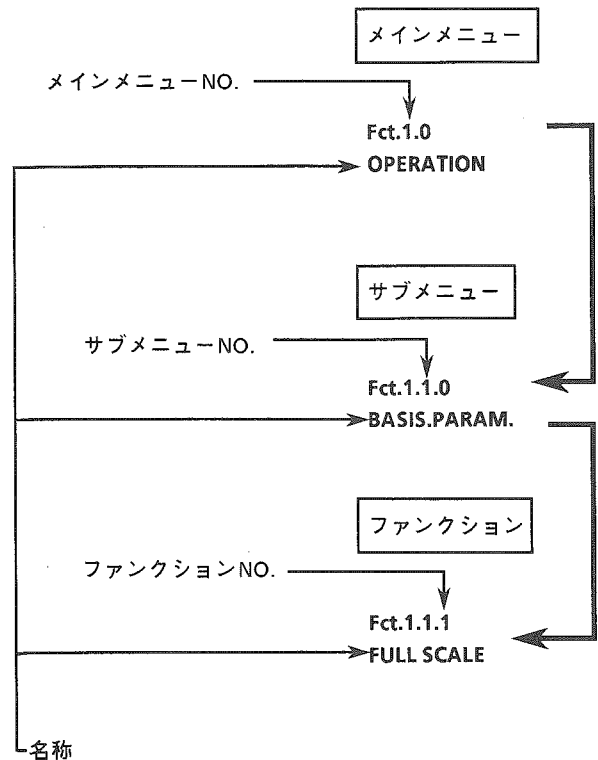 メインメニュー
メインメニューNO.
Fct.1.0
OPERATION
サブメニュー
サブメニューNO.
Fct.1.1.0
BASIS.PARAM.
ファンクション
ファンクションNO.
Fct.1.1.1
FULL SCALE
名称